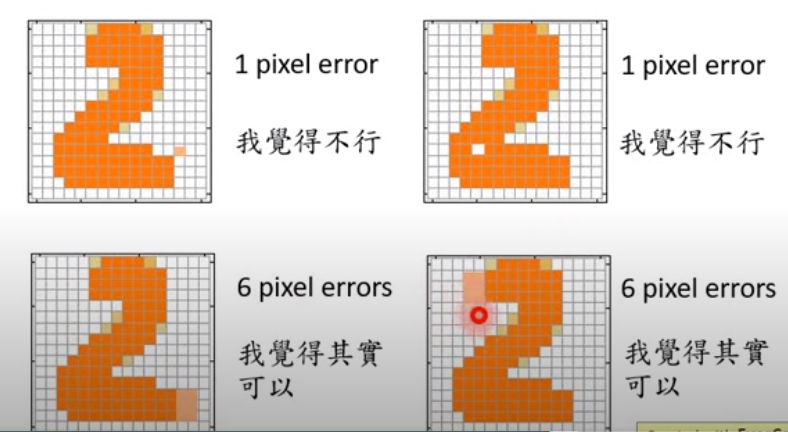 1 pixel error
我覺得不行
1 pixel error
我覺得不行
6 pixel errors
我覺得其實
可以
6 pixel errors
我覺得其實
可以